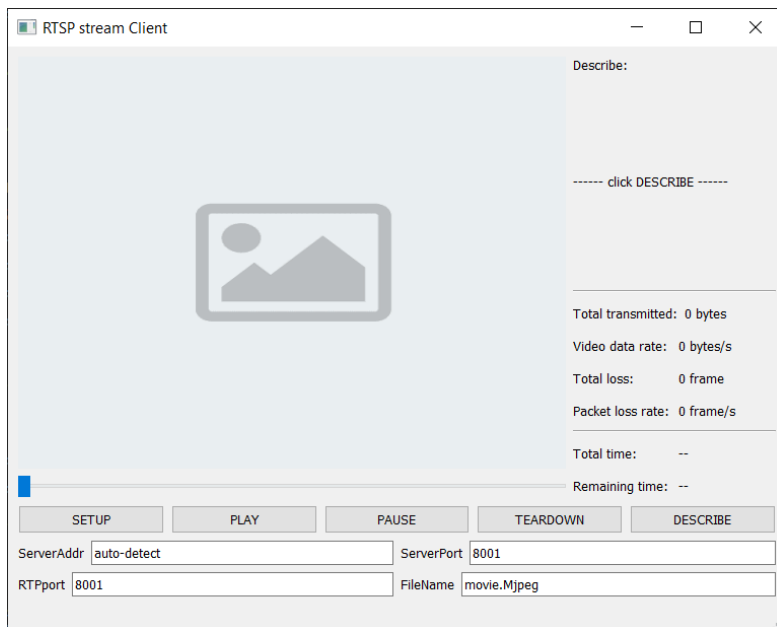 RTSP stream Client
Describe:
------ click DESCRIBE ------
Total transmitted: 0 bytes
Video data rate: 0 bytes/s
Total loss: 0 frame
Packet loss rate: 0 frame/s
Total time: --
Remaining time: --
SETUP PLAY PAUSE TEARDOWN DESCRIBE
ServerAddr auto-detect ServerPort 8001
RTPport 8001 FileName movie.Mjpeg